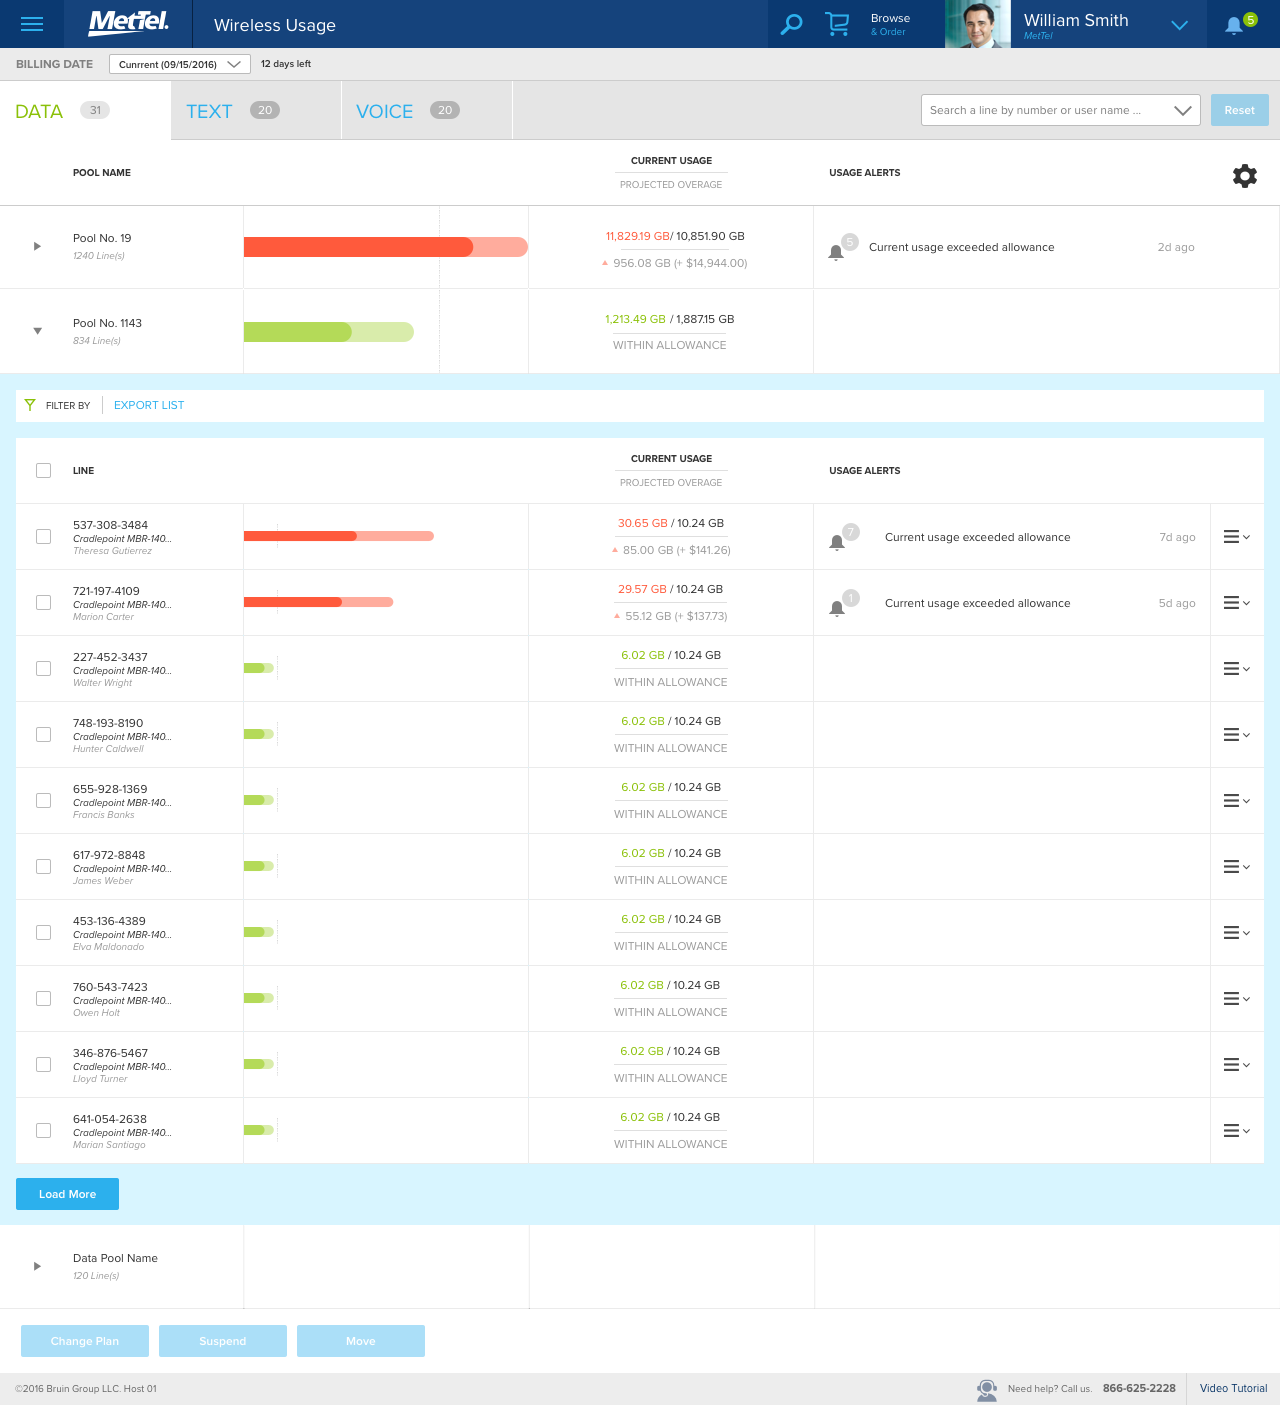 MetTel.
Wireless Usage
Browse
& Order
William Smith
MetTel
5
BILLING DATE
Cunrrent (09/15/2016)
12 days left
DATA 31
TEXT 20
VOICE 20
Search a line by number or user name ...
Reset
POOL NAME
CURRENT USAGE
PROJECTED OVERAGE
USAGE ALERTS
Pool No. 19
1240 Line(s)
11,829.19 GB/ 10,851.90 GB
956.08 GB (+ $14,944.00)
5
Current usage exceeded allowance
2d ago
Pool No. 1143
834 Line(s)
1,213.49 GB / 1,887.15 GB
WITHIN ALLOWANCE
FILTER BY
EXPORT LIST
LINE
CURRENT USAGE
PROJECTED OVERAGE
USAGE ALERTS
537-308-3484
Cradlepoint MBR-140...
Theresa Gutierrez
30.65 GB / 10.24 GB
85.00 GB (+ $141.26)
7
Current usage exceeded allowance
7d ago
721-197-4109
Cradlepoint MBR-140...
Marion Carter
29.57 GB / 10.24 GB
55.12 GB (+ $137.73)
1
Current usage exceeded allowance
5d ago
227-452-3437
Cradlepoint MBR-140...
Walter Wright
6.02 GB / 10.24 GB
WITHIN ALLOWANCE
748-193-8190
Cradlepoint MBR-140...
Hunter Caldwell
6.02 GB / 10.24 GB
WITHIN ALLOWANCE
655-928-1369
Cradlepoint MBR-140...
Francis Banks
6.02 GB / 10.24 GB
WITHIN ALLOWANCE
617-972-8848
Cradlepoint MBR-140...
James Weber
6.02 GB / 10.24 GB
WITHIN ALLOWANCE
453-136-4389
Cradlepoint MBR-140...
Elva Maldonado
6.02 GB / 10.24 GB
WITHIN ALLOWANCE
760-543-7423
Cradlepoint MBR-140...
Owen Holt
6.02 GB / 10.24 GB
WITHIN ALLOWANCE
346-876-5467
Cradlepoint MBR-140...
Lloyd Turner
6.02 GB / 10.24 GB
WITHIN ALLOWANCE
641-054-2638
Cradlepoint MBR-140...
Marian Santiago
6.02 GB / 10.24 GB
WITHIN ALLOWANCE
Load More
Data Pool Name
120 Line(s)
Change Plan
Suspend
Move
©2016 Bruin Group LLC. Host 01
Need help? Call us. 866-625-2228
Video Tutorial